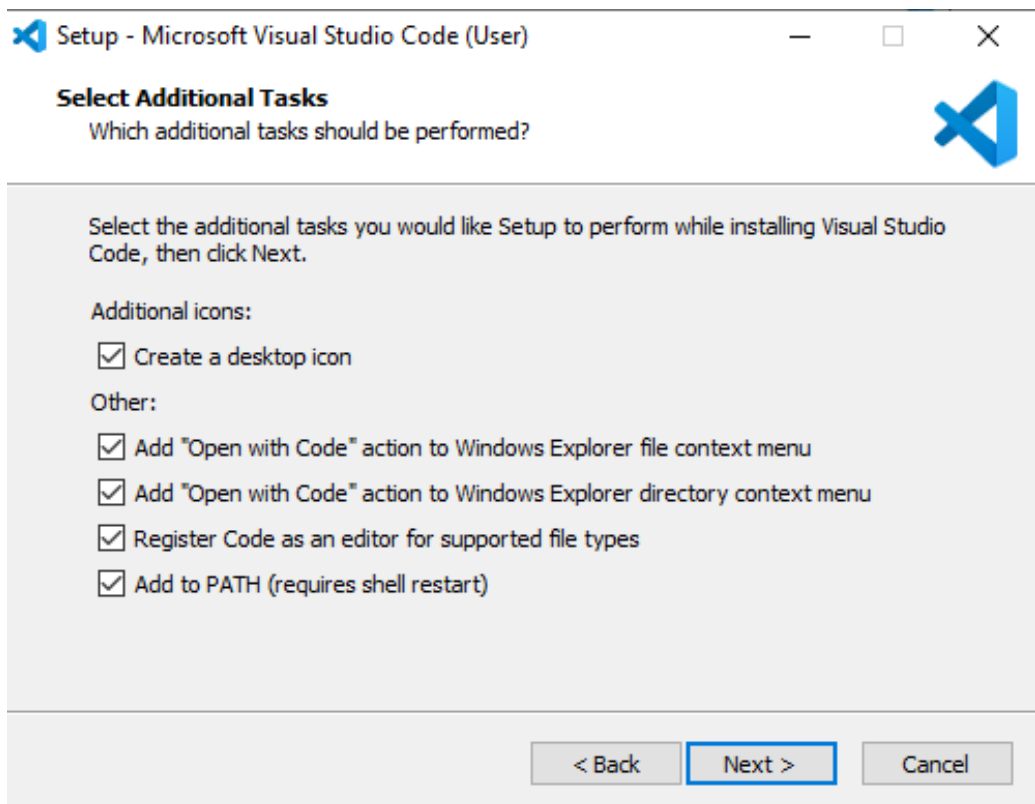 Setup - Microsoft Visual Studio Code (User)
Select Additional Tasks
Which additional tasks should be performed?
Select the additional tasks you would like Setup to perform while installing Visual Studio
Code, then click Next.
Additional icons:
Create a desktop icon
Other:
Add "Open with Code" action to Windows Explorer file context menu
Add "Open with Code" action to Windows Explorer directory context menu
Register Code as an editor for supported file types
Add to PATH (requires shell restart)
< Back Next > Cancel